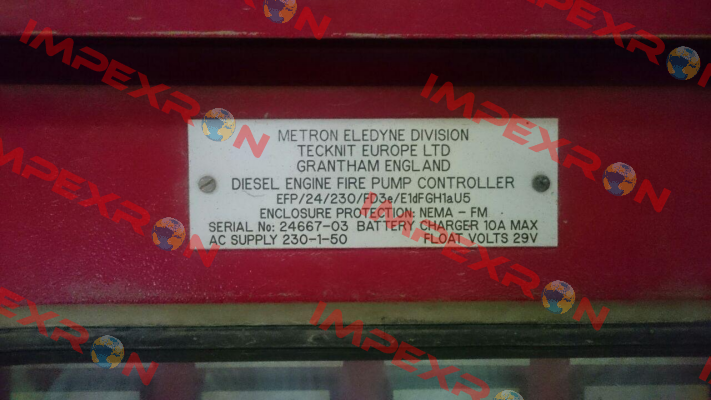 METRON ELEDYNE DIVISION
TECKNIT EUROPE LTD
GRANTHAM ENGLAND
DIESEL ENGINE FIRE PUMP CONTROLLER
EFP/24/230/FD3e/E1dFGH1aU5
ENCLOSURE PROTECTION: NEMA - FM
SERIAL No: 24667-03 BATTERY CHARGER 10A MAX
AC SUPPLY 230-1-50 FLOAT VOLTS 29V
IMPEXRON
IMPEXRON
IMPEXRON
IMPEXRON
IMPEXRON
IMPEXRON
IMPEXRON